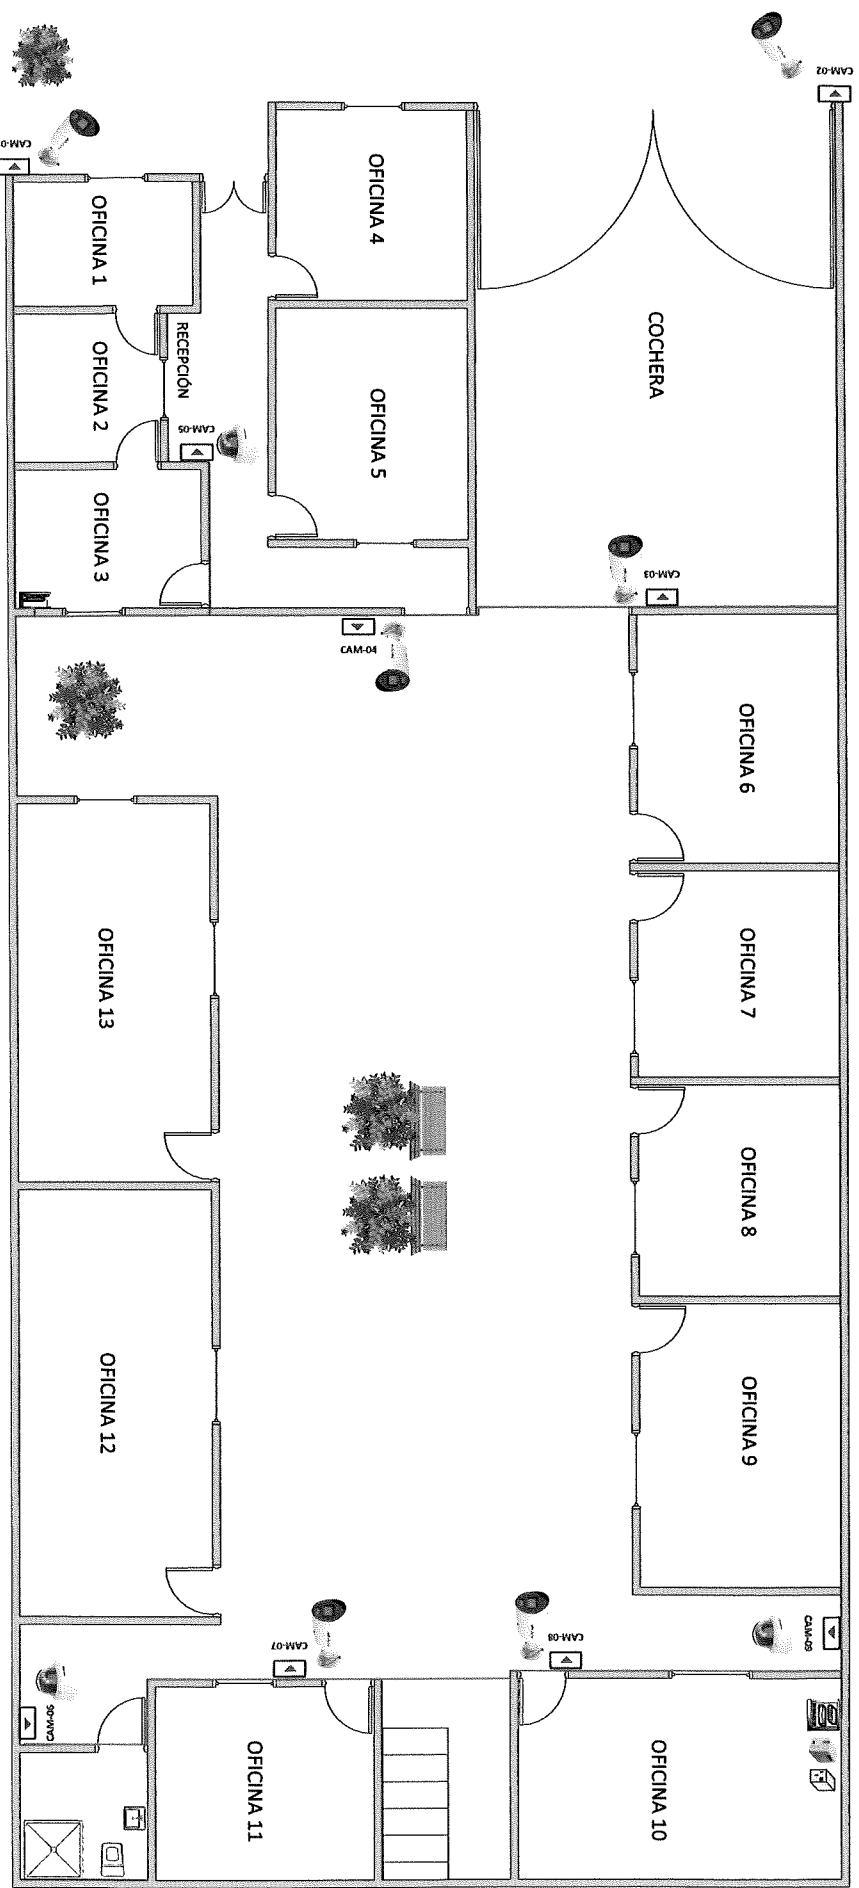 CAM-02
CAM-0
OFICINA 4
OFICINA 1
COCHERA
RECEPCIÓN
OFICINA 2
OFICINA 5
CAM-05
OFICINA 3
CAM-03
CAM-04
OFICINA 6
OFICINA 13
OFICINA 7
OFICINA 8
OFICINA 12
OFICINA 9
CAM-07
CAM-08
CAM-09
CAM-06
OFICINA 11
OFICINA 10